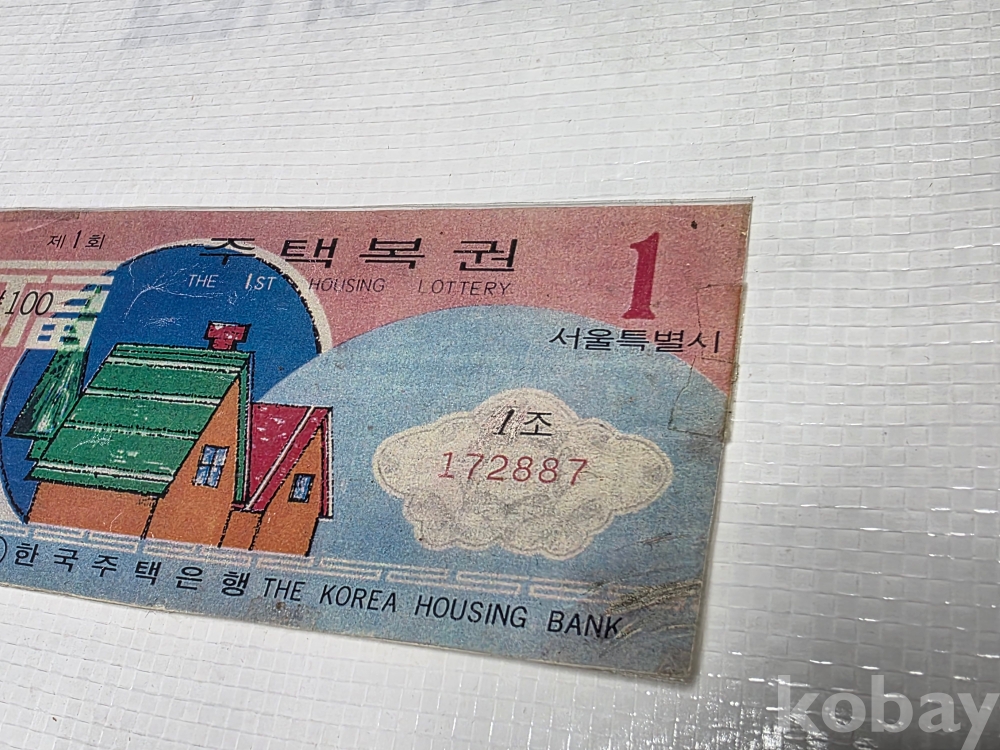 제1회
주택복권
1
THE 1ST HOUSING LOTTERY
₩100
福
서울특별시
1조
172887
한국주택은행 THE KOREA HOUSING BANK
kobay